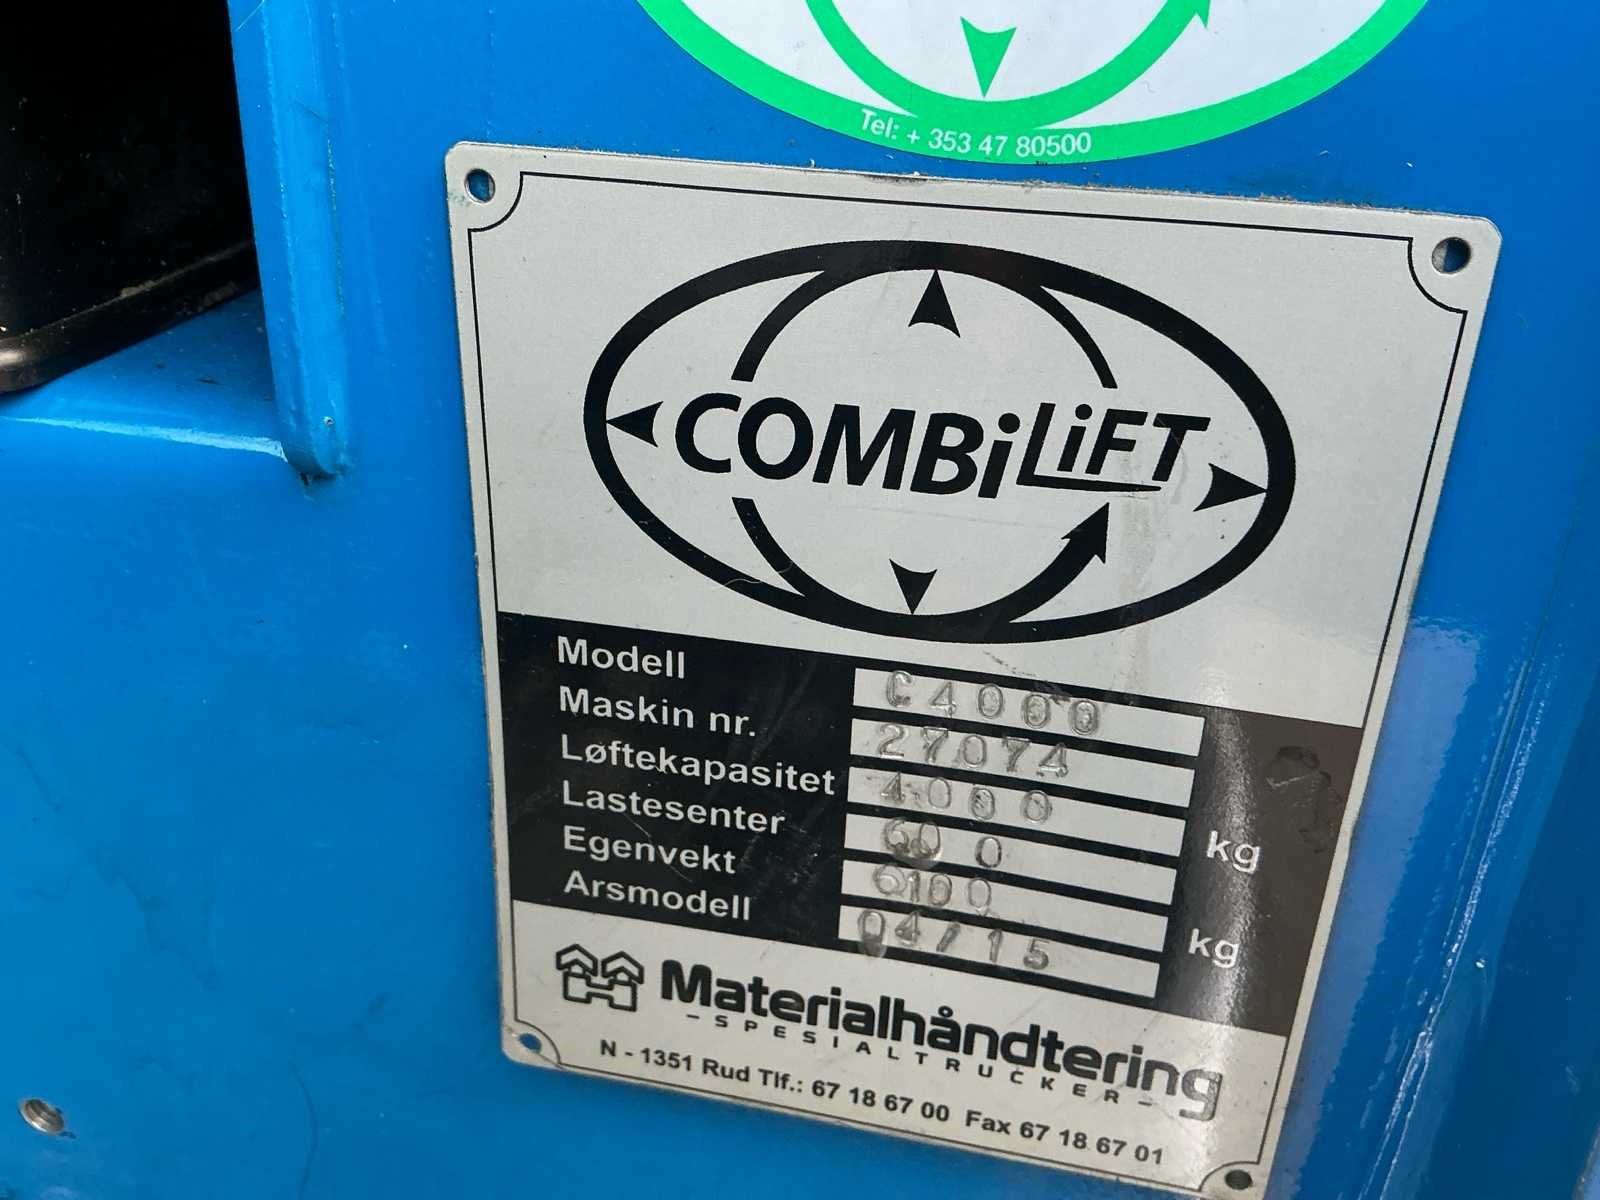 Tel: + 353 47 80500
COMBiLiFT
Modell C4000
Maskin nr. 27074
Løftekapasitet 4000 kg
Lastesenter 600
Egenvekt 6100 kg
Arsmodell 04/15
Materialhåndtering
- SPESIALTRUCKER -
N - 1351 Rud Tlf.: 67 18 67 00 Fax 67 18 67 01